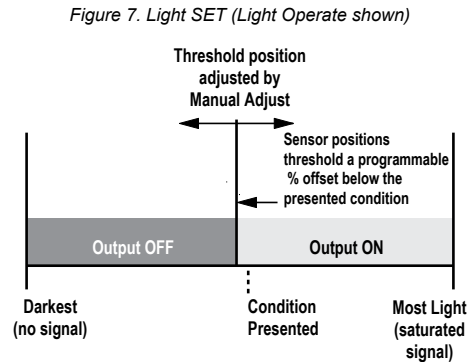 Figure 7. Light SET (Light Operate shown)
Threshold position
adjusted by
Manual Adjust
Sensor positions
threshold a programmable
% offset below the
presented condition
Output OFF
Output ON
Darkest
(no signal)
Condition
Presented
Most Light
(saturated
signal)